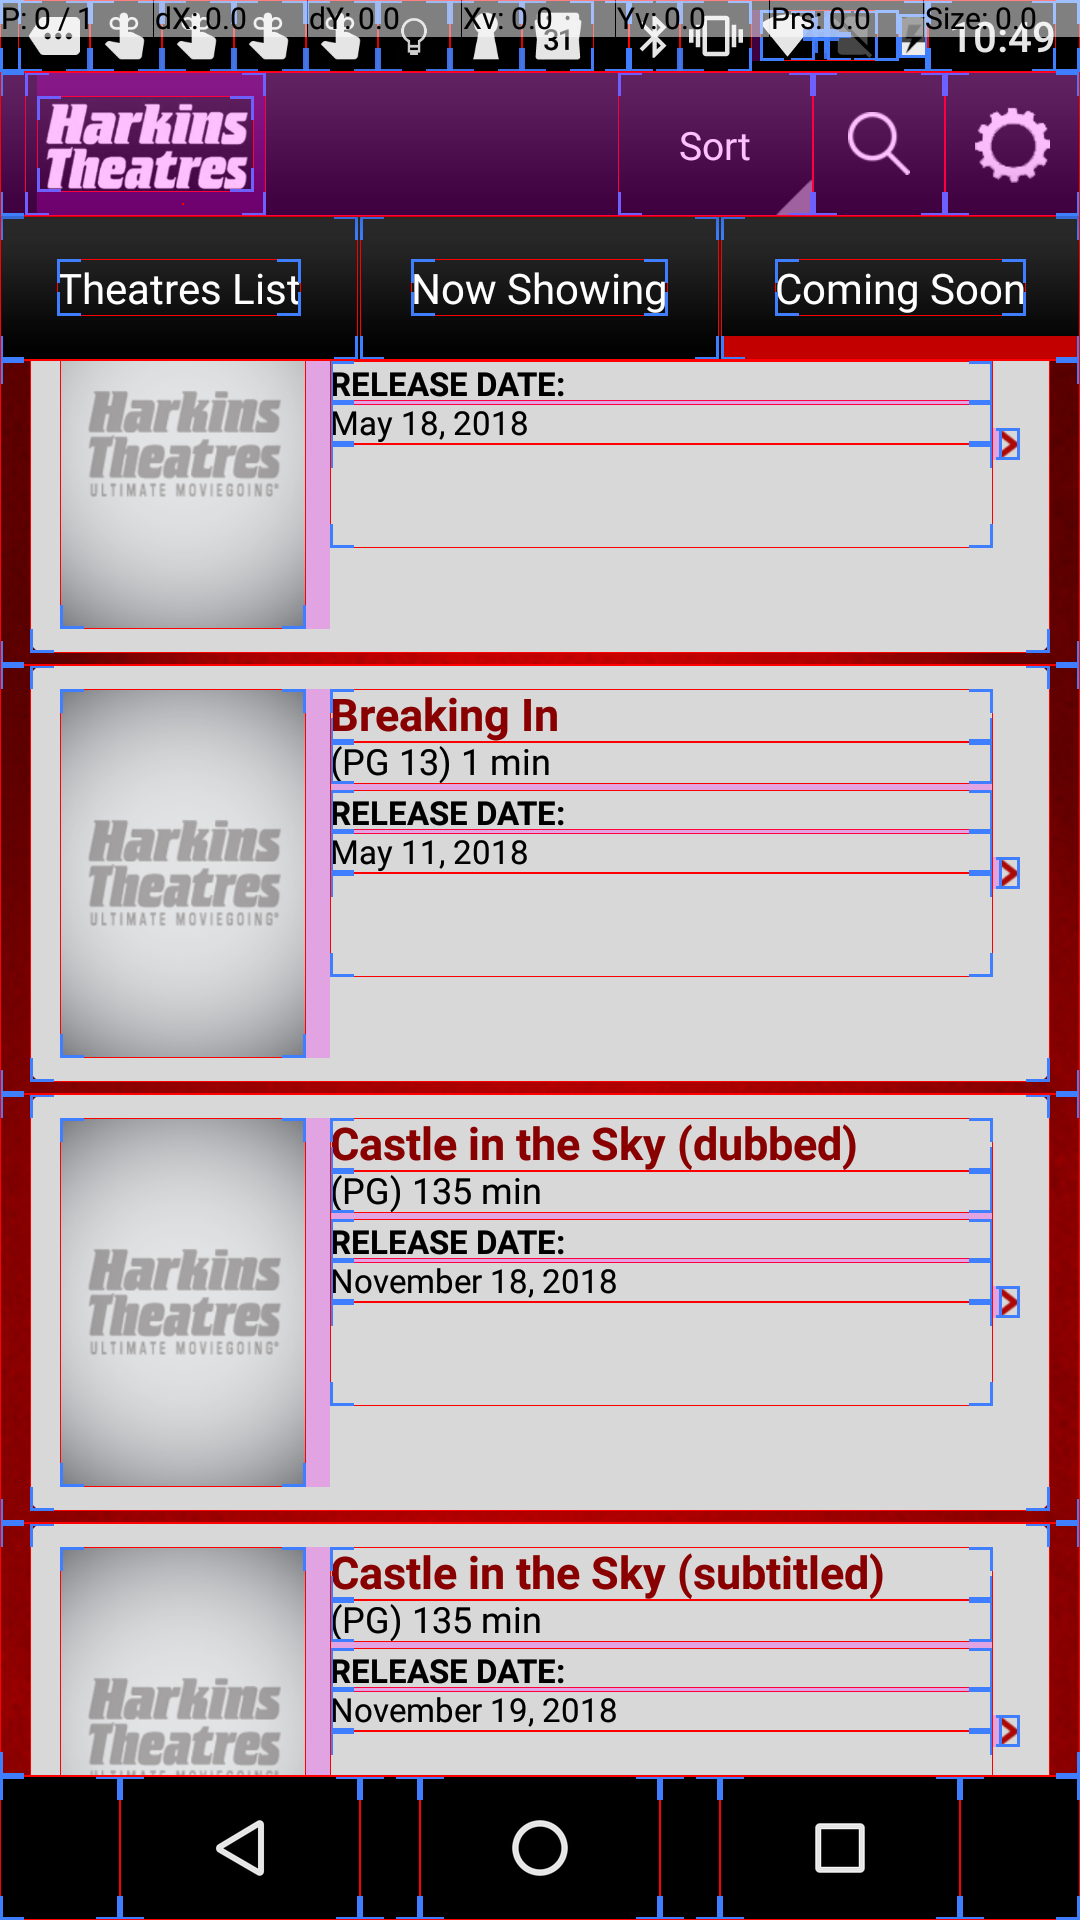 P: 0 / 1 dX: 0.0 dY: 0.0 Xv: 0.0 Yv: 0.0 Prs: 0.0 Size: 0.0
31 10:49
Harkins
Theatres
Sort
Theatres List Now Showing Coming Soon
Harkins
Theatres
ULTIMATE MOVIEGOING®
RELEASE DATE:
May 18, 2018
Breaking In
(PG 13) 1 min
RELEASE DATE:
May 11, 2018
Harkins
Theatres
ULTIMATE MOVIEGOING®
Castle in the Sky (dubbed)
(PG) 135 min
RELEASE DATE:
November 18, 2018
Harkins
Theatres
ULTIMATE MOVIEGOING®
Castle in the Sky (subtitled)
(PG) 135 min
RELEASE DATE:
November 19, 2018
Harkins
Theatres